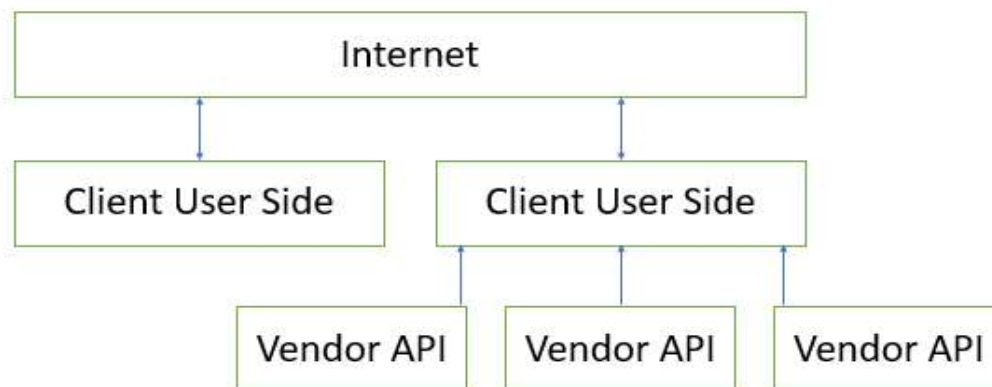 Internet
Client User Side
Client User Side
Vendor API
Vendor API
Vendor API